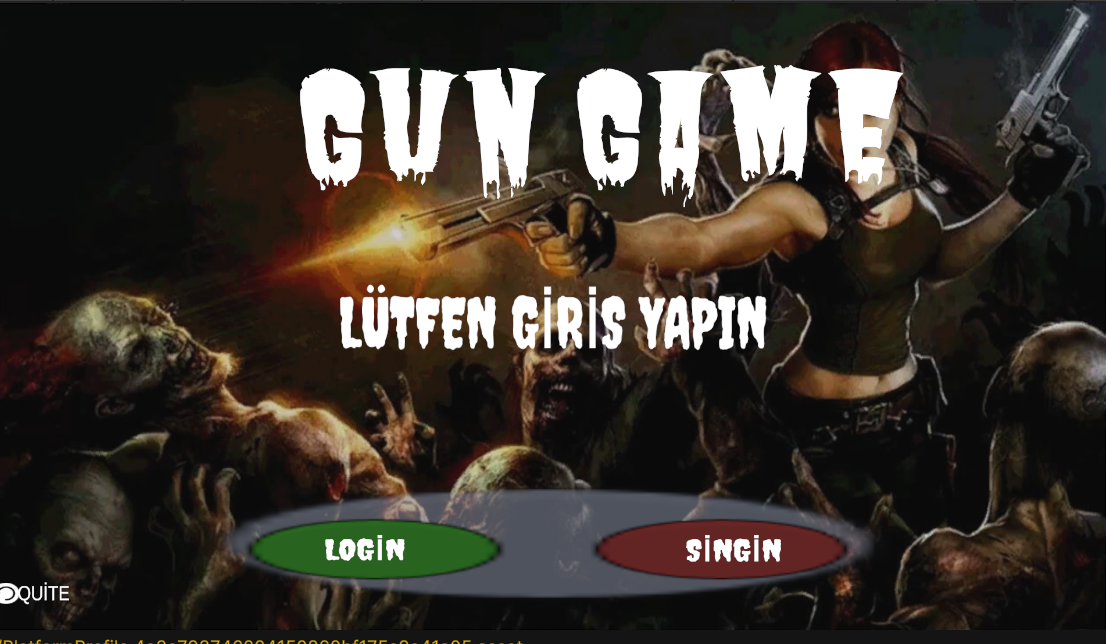 GUN GAME
LÜTFEN GİRİS YAPIN
LOGİN
SİNGİN
QUİTE